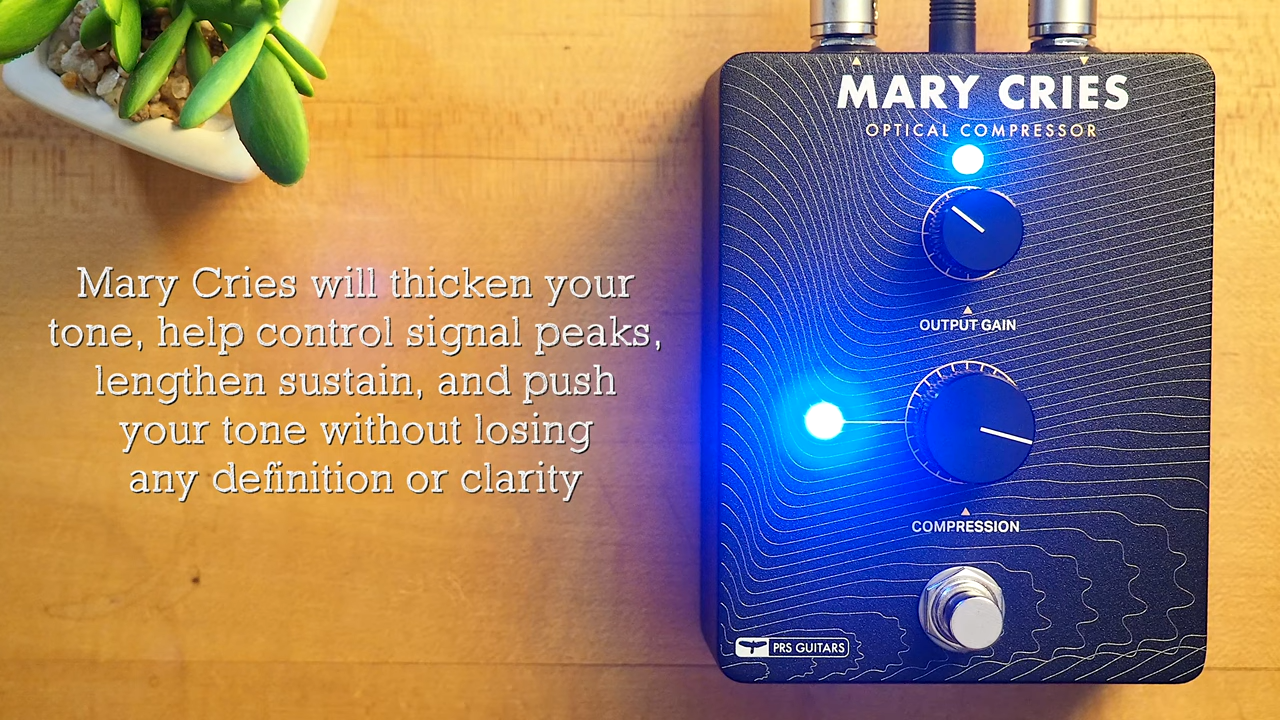 Mary Cries will thicken your
tone, help control signal peaks,
lengthen sustain, and push
your tone without losing
any definition or clarity
MARY CRIES
OPTICAL COMPRESSOR
OUTPUT GAIN
COMPRESSION
PRS GUITARS